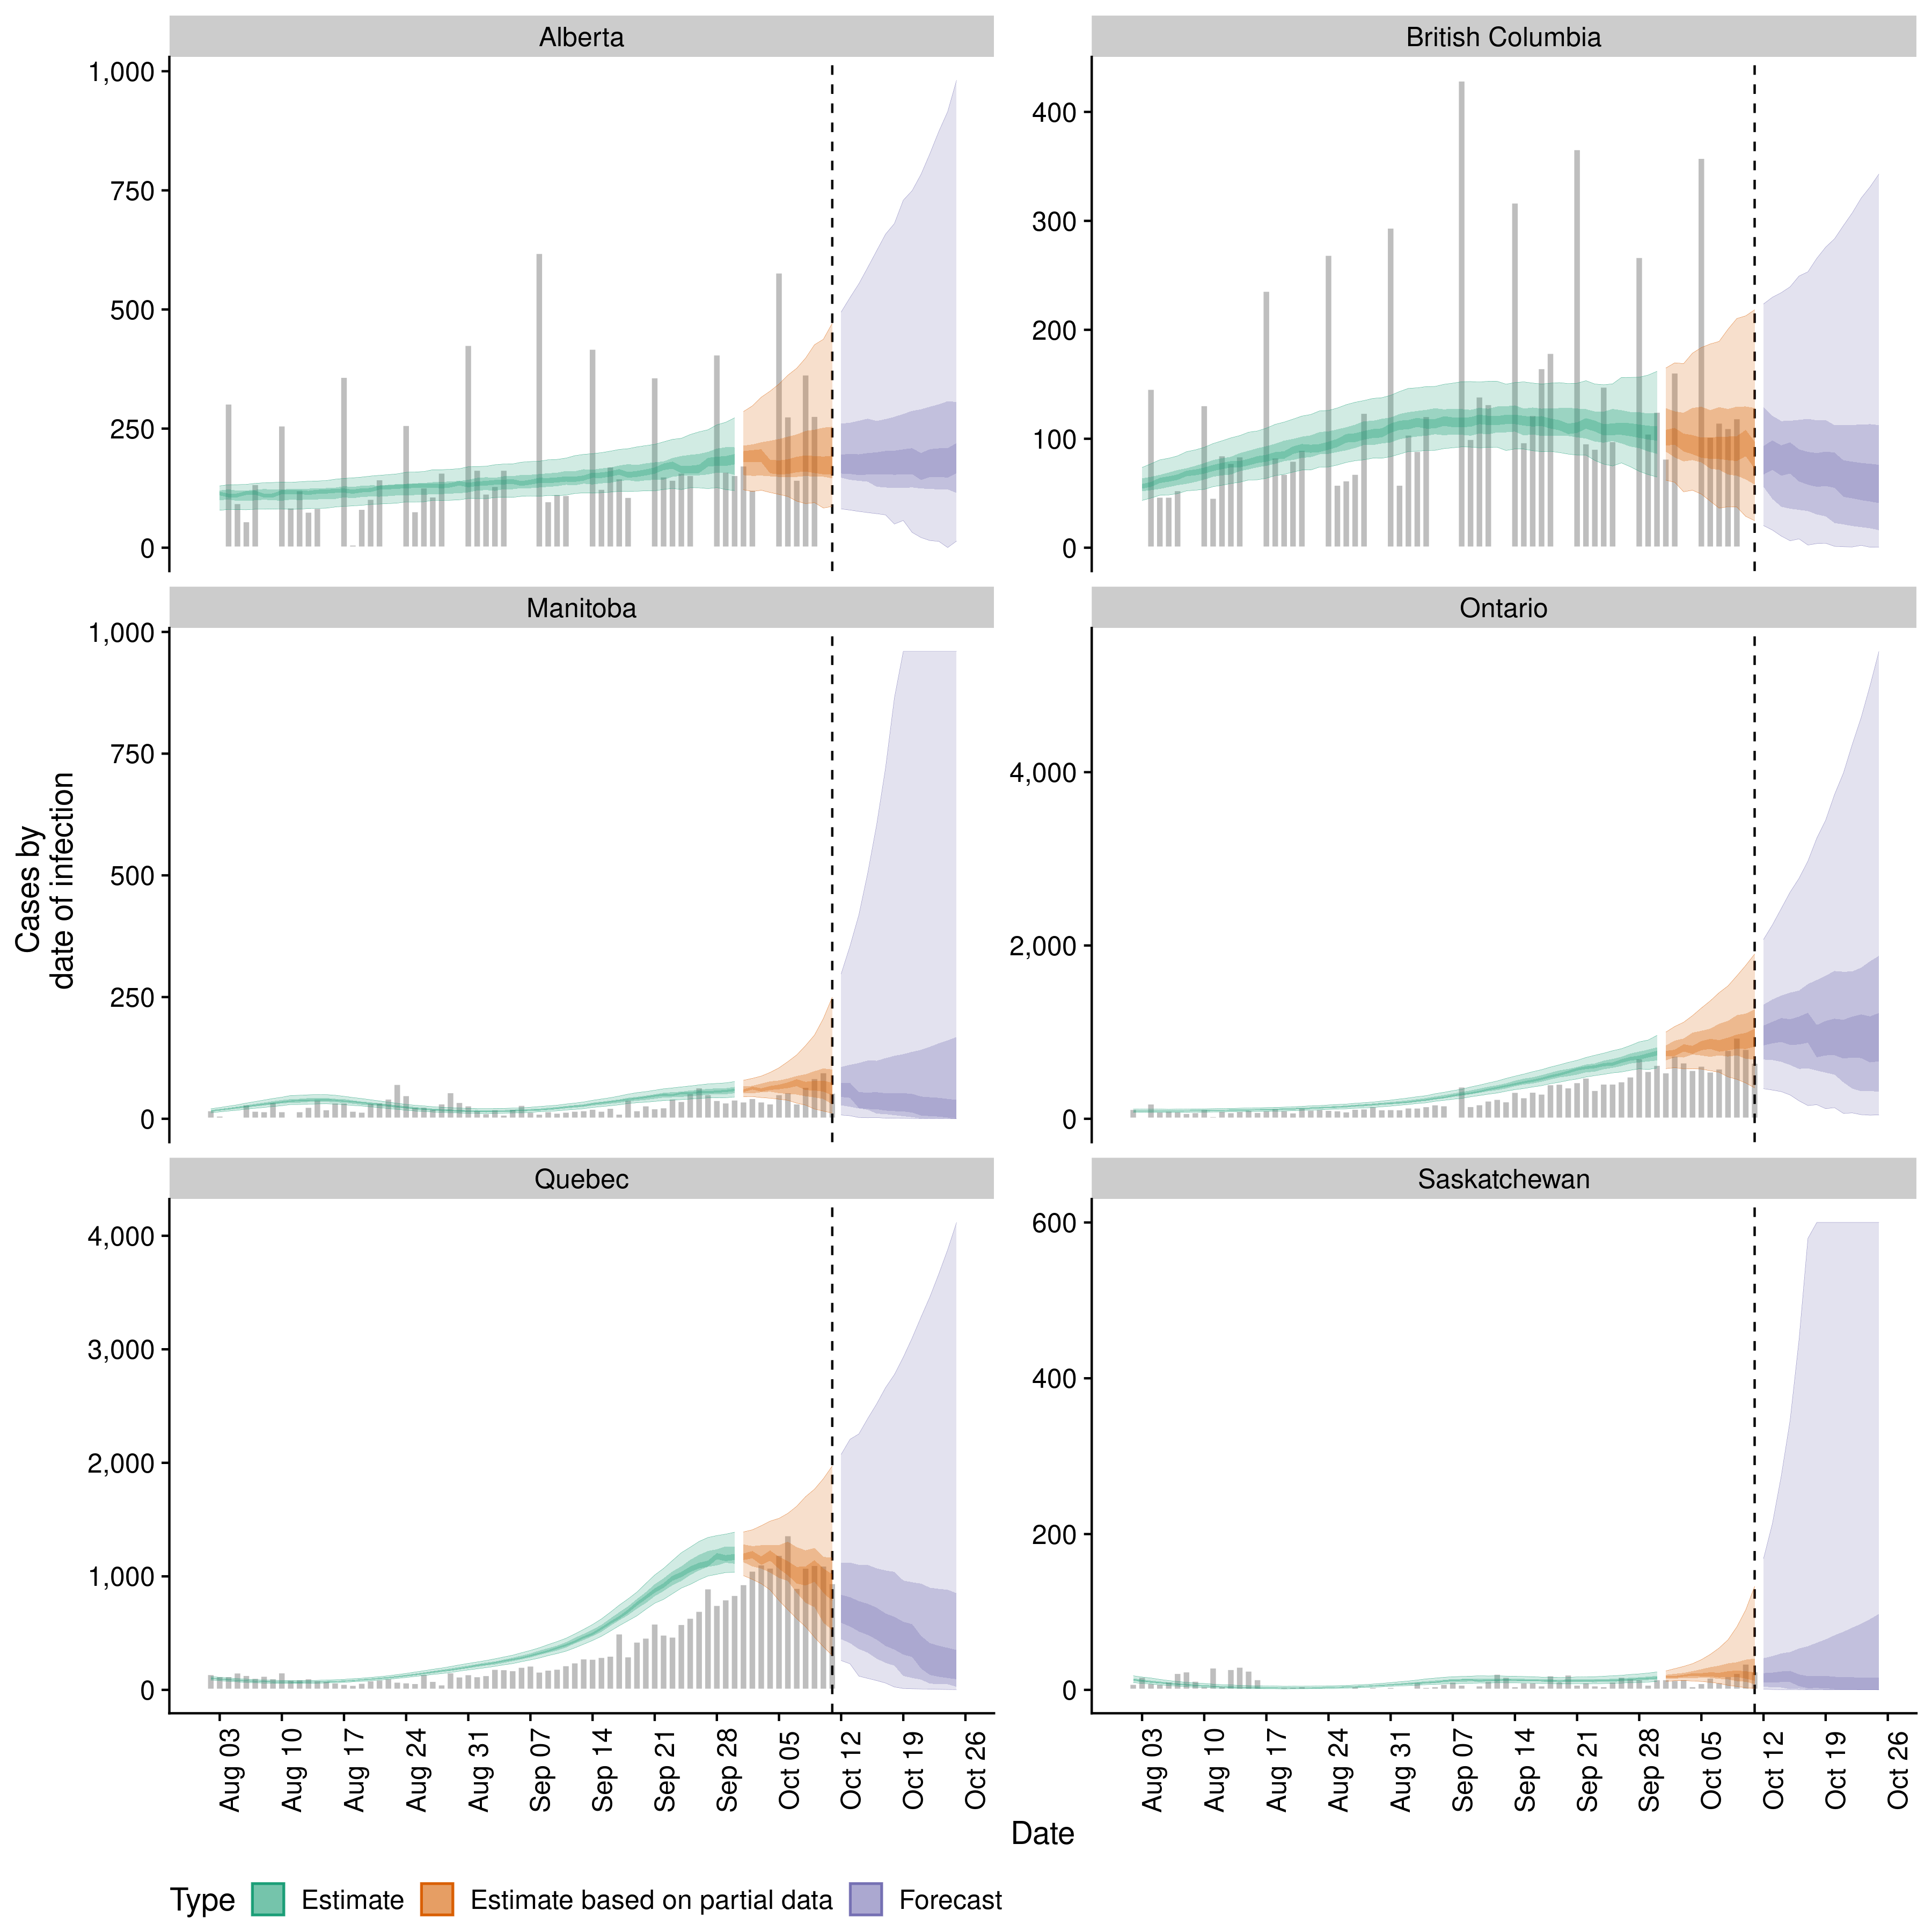 Alberta
British Columbia
1,000
750
500
250
0
400
300
200
100
0
Manitoba
Ontario
1,000
750
500
250
0
4,000
2,000
0
Cases by
date of infection
Quebec
Saskatchewan
4,000
3,000
2,000
1,000
0
600
400
200
0
Aug 03
Aug 10
Aug 17
Aug 24
Aug 31
Sep 07
Sep 14
Sep 21
Sep 28
Oct 05
Oct 12
Oct 19
Oct 26
Aug 03
Aug 10
Aug 17
Aug 24
Aug 31
Sep 07
Sep 14
Sep 21
Sep 28
Oct 05
Oct 12
Oct 19
Oct 26
Date
Type Estimate Estimate based on partial data Forecast